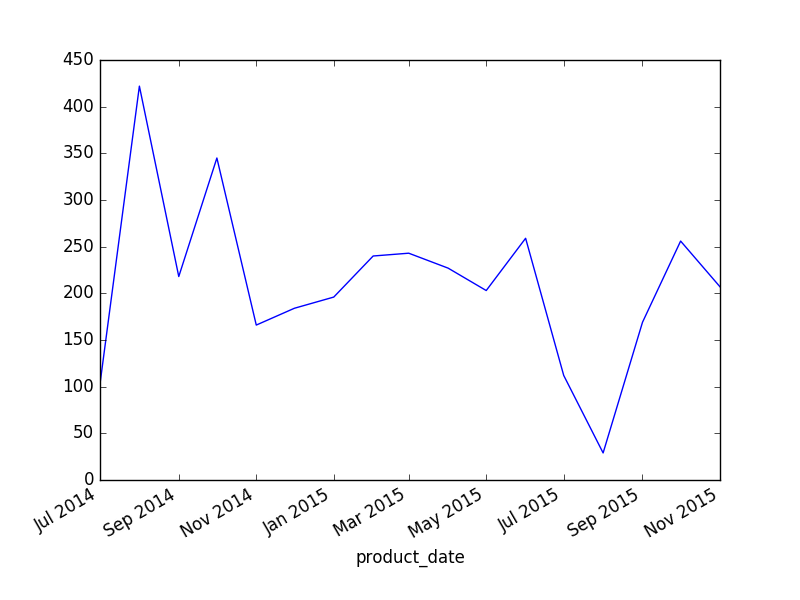 450
400
350
300
250
200
150
100
50
0
Jul 2014
Sep 2014
Nov 2014
Jan 2015
Mar 2015
May 2015
Jul 2015
Sep 2015
Nov 2015
product_date